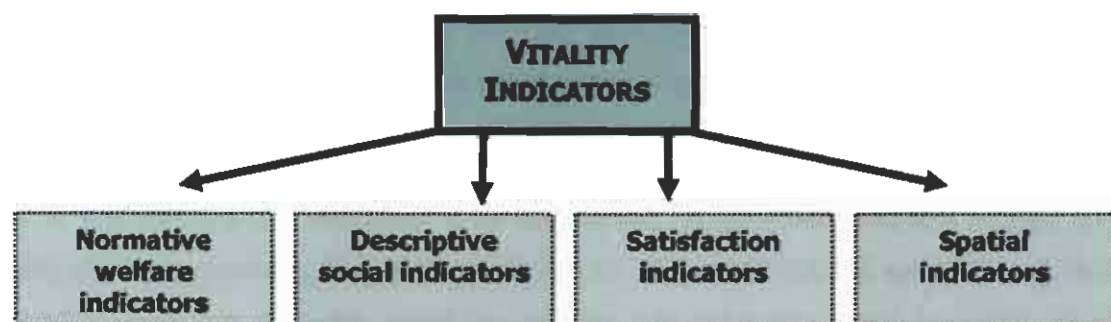 VITALITY
INDICATORS
Normative
welfare
indicators
Descriptive
social indicators
Satisfaction
indicators
Spatial
indicators